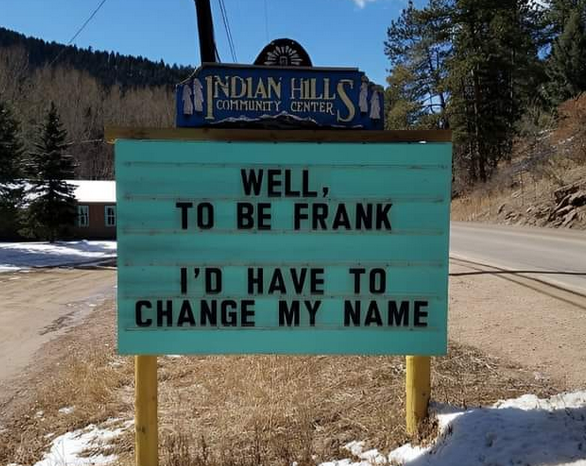 INDIAN HILLS
COMMUNITY CENTER
WELL,
TO BE FRANK
I'D HAVE TO
CHANGE MY NAME